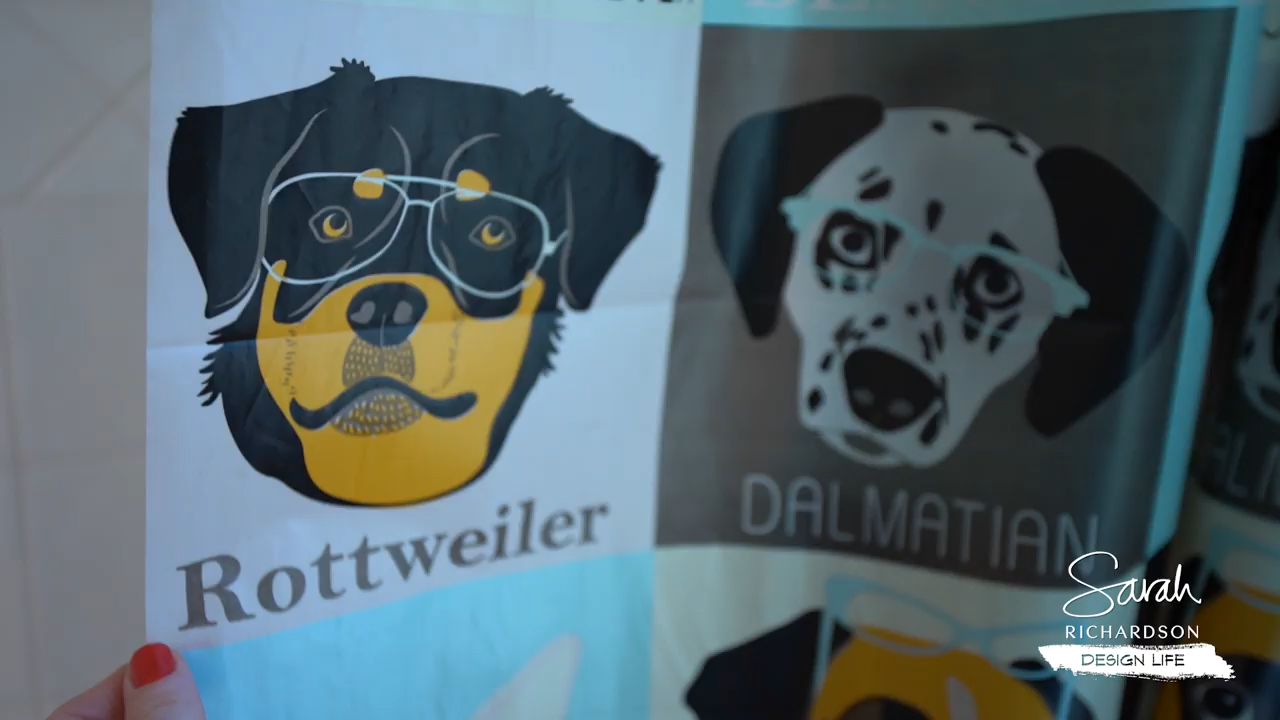 Rottweiler
DALMATIAN
Sarah
RICHARDSON
DESIGN LIFE